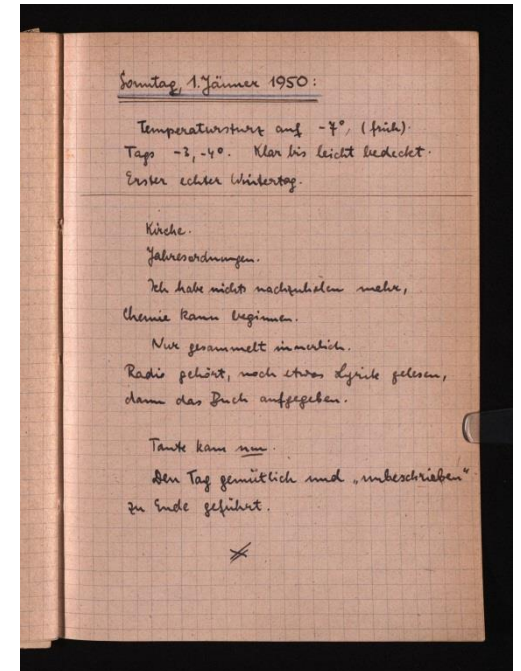 Sonntag, 1. Jänner 1950:
Temperatursturz auf -7°, (früh).
Tags -3, -4°. Klar bis leicht bedeckt.
Erster echter Wintertag.
Kirche.
Jahresordnungen.
Ich habe nichts nachzuholen mehr,
Chemie kann beginnen.
Nur gesammelt innerlich.
Radio gehört, noch etwas Lyrik gelesen,
dann das Buch aufgegeben.
Tante kam nun.
Den Tag gemütlich und „unbeschrieben"
zu Ende geführt.